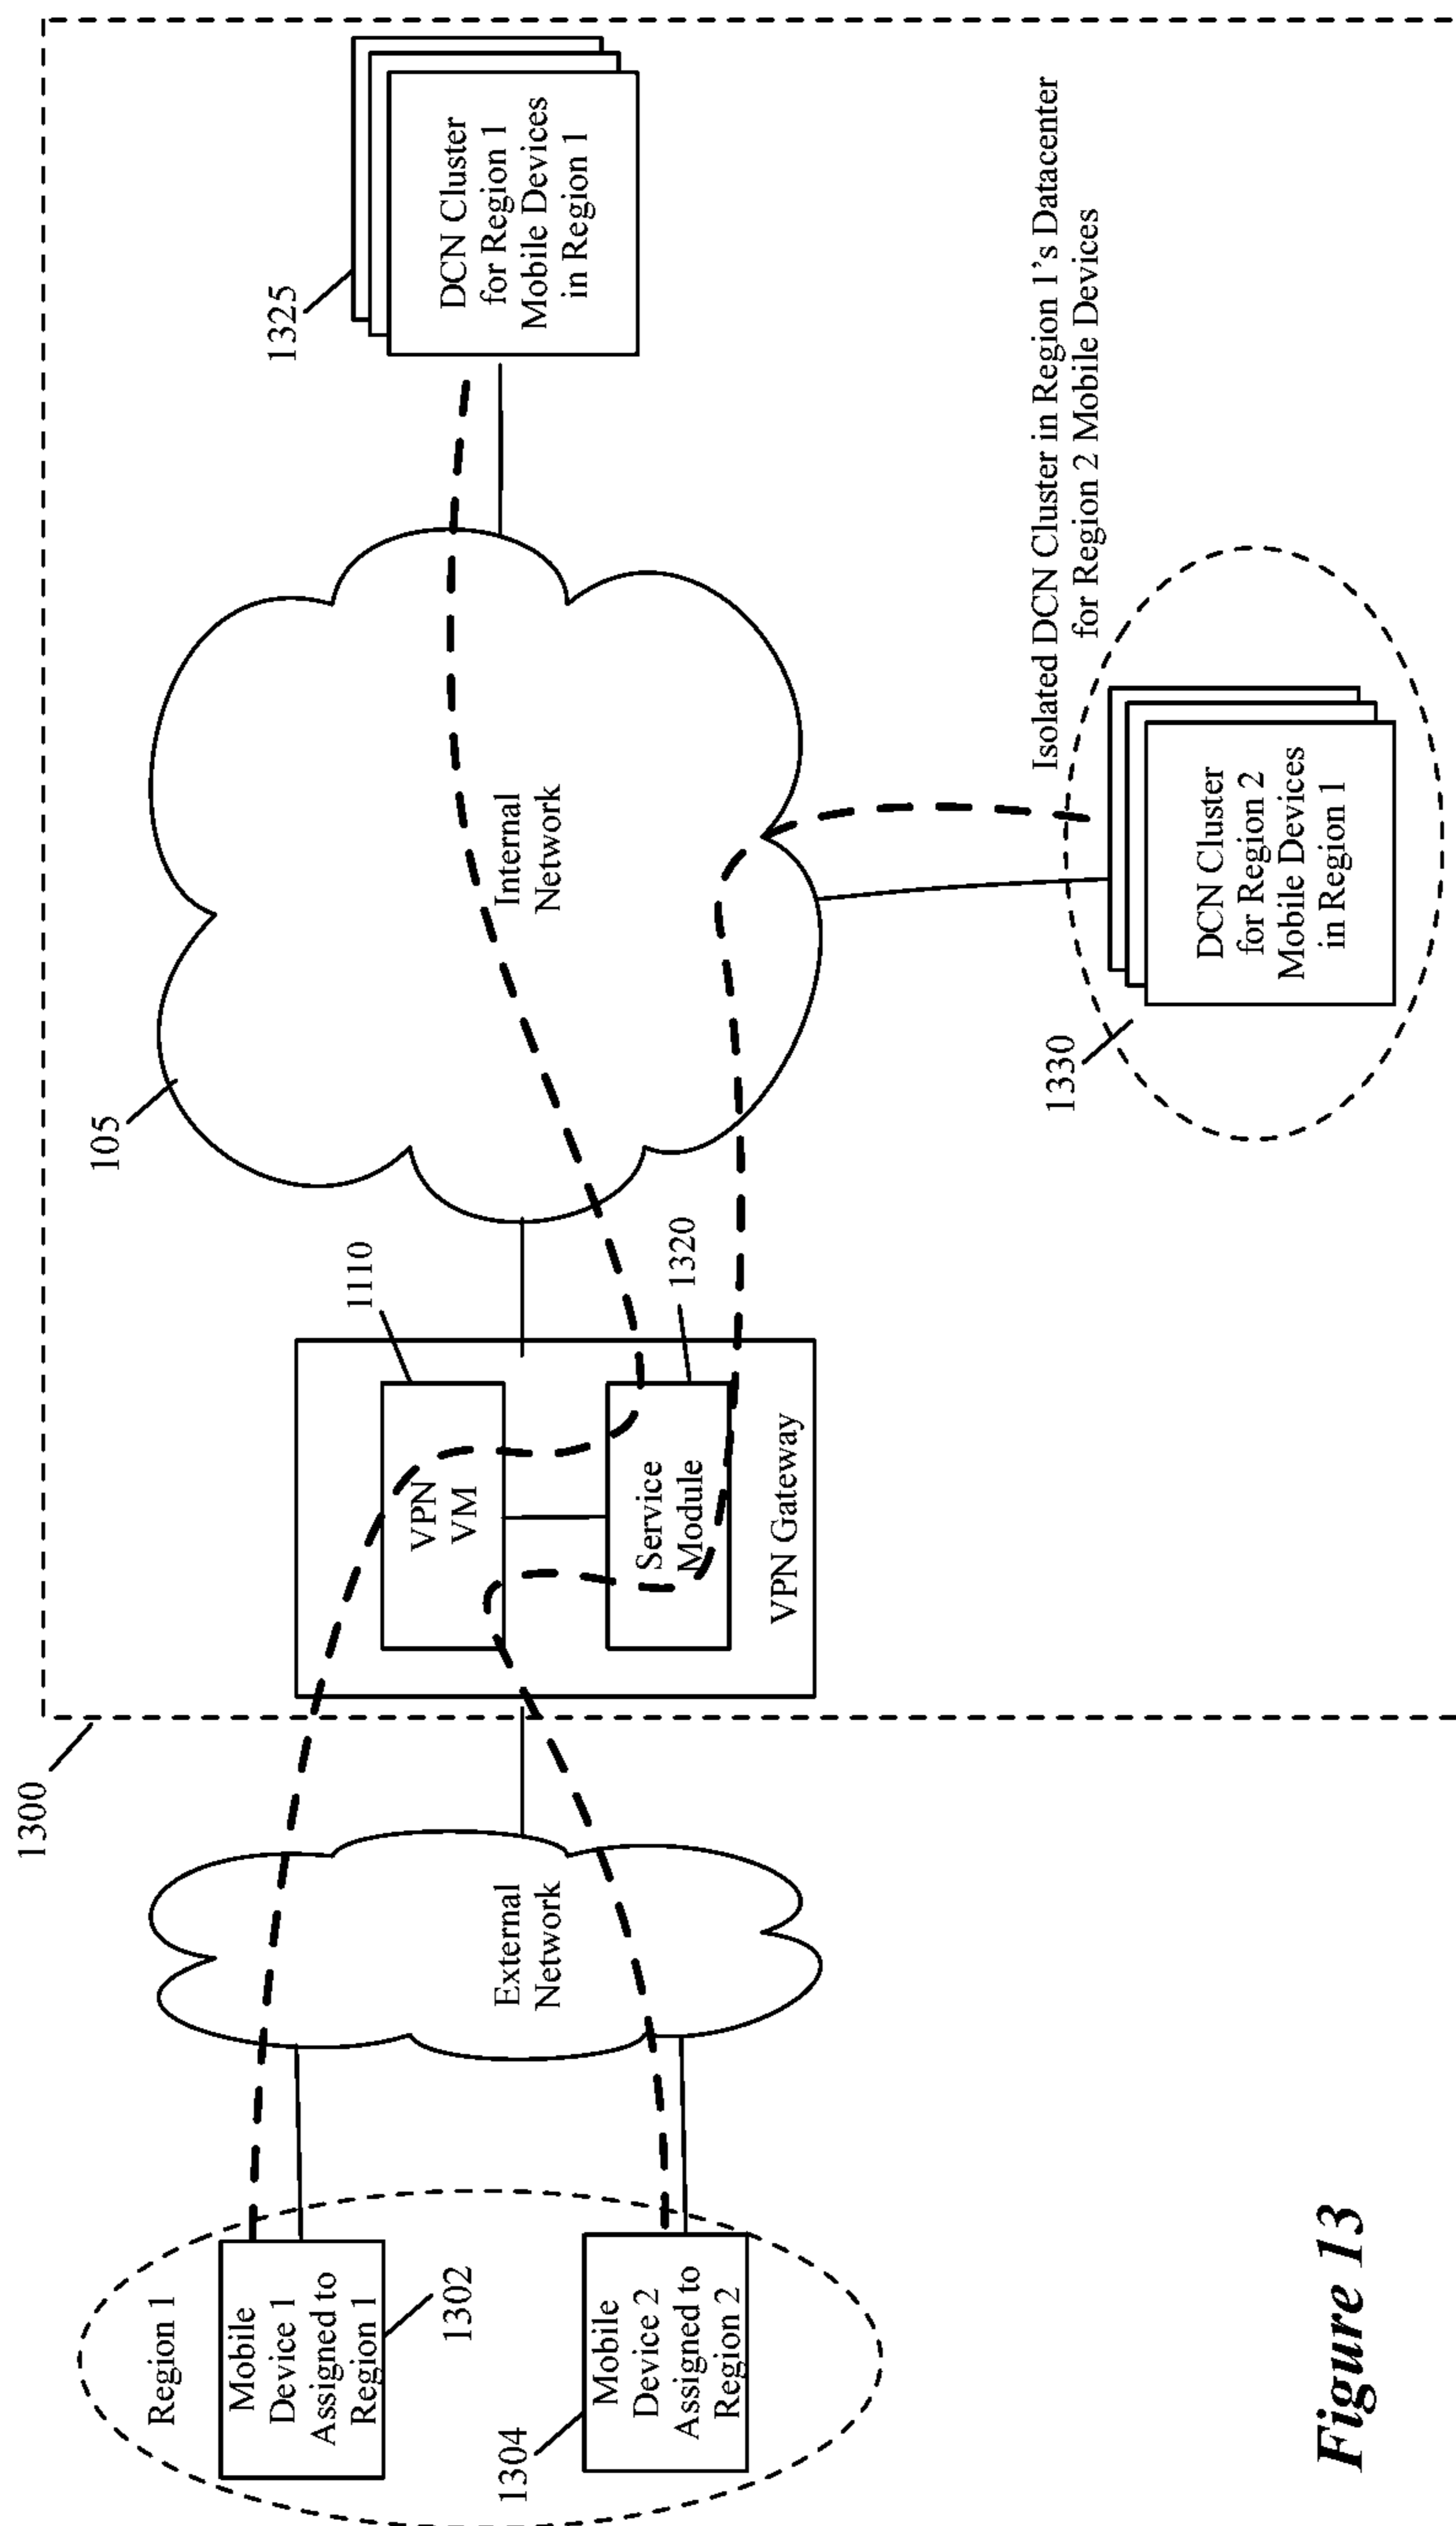 1300
105
1325
DCN Cluster
for Region 1
Mobile Devices
in Region 1
Region 1
Mobile
Device 1
Assigned to
Region 1
1302
1304
Mobile
Device 2
Assigned to
Region 2
External
Network
1110
VPN
VM
1320
Service
Module
VPN Gateway
Internal
Network
Isolated DCN Cluster in Region 1's Datacenter
for Region 2 Mobile Devices
1330
DCN Cluster
for Region 2
Mobile Devices
in Region 1
Figure 13